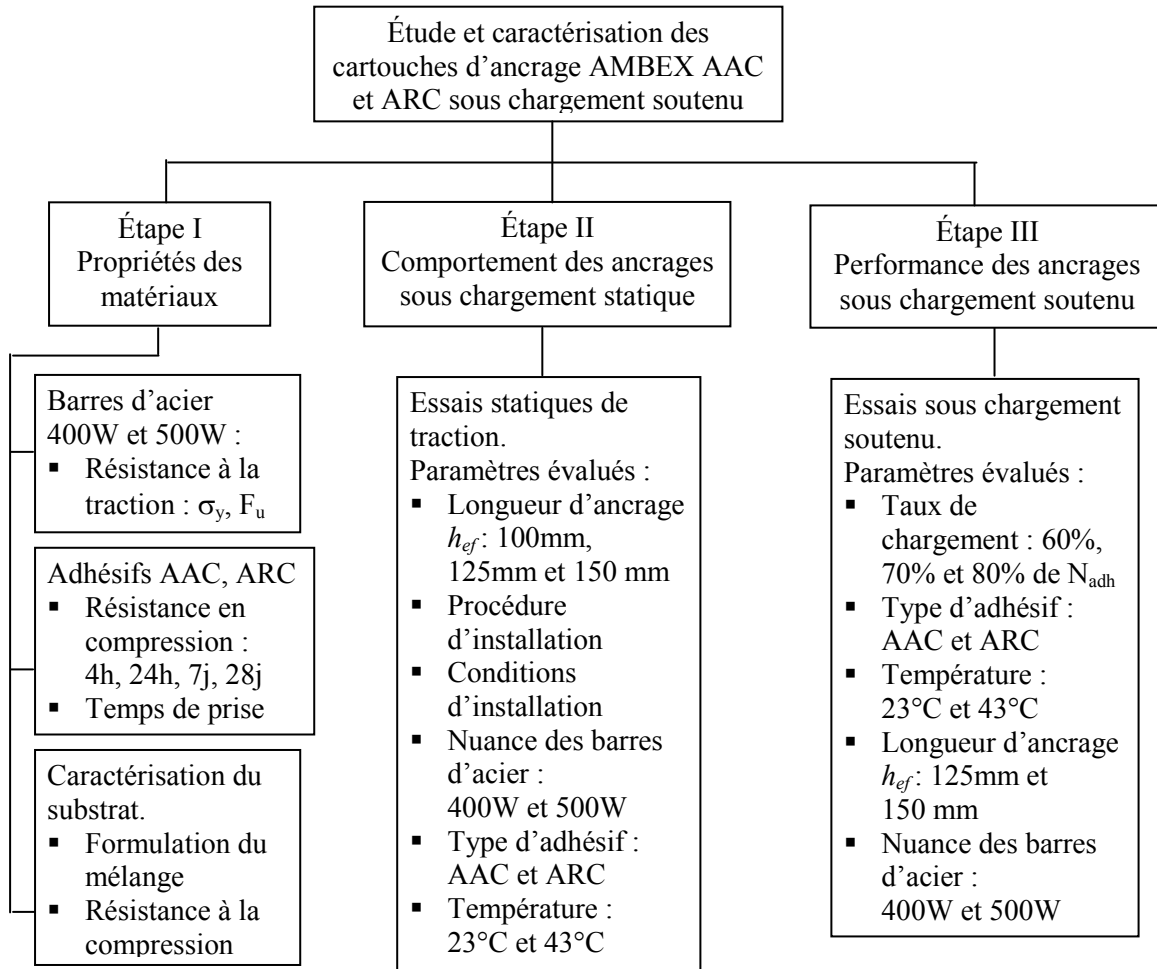 Étude et caractérisation des
cartouches d'ancrage AMBEX AAC
et ARC sous chargement soutenu
Étape I
Propriétés des
matériaux
Barres d'acier
400W et 500W :
▪ Résistance à la
traction : σy, Fu
Adhésifs AAC, ARC
▪ Résistance en
compression :
4h, 24h, 7j, 28j
▪ Temps de prise
Caractérisation du
substrat.
▪ Formulation du
mélange
▪ Résistance à la
compression
Étape II
Comportement des ancrages
sous chargement statique
Essais statiques de
traction.
Paramètres évalués :
▪ Longueur d'ancrage
hef : 100mm,
125mm et 150 mm
▪ Procédure
d'installation
▪ Conditions
d'installation
▪ Nuance des barres
d'acier :
400W et 500W
▪ Type d'adhésif :
AAC et ARC
▪ Température :
23°C et 43°C
Étape III
Performance des ancrages
sous chargement soutenu
Essais sous chargement
soutenu.
Paramètres évalués :
▪ Taux de
chargement : 60%,
70% et 80% de Nadh
▪ Type d'adhésif :
AAC et ARC
▪ Température :
23°C et 43°C
▪ Longueur d'ancrage
hef : 125mm et
150 mm
▪ Nuance des barres
d'acier :
400W et 500W